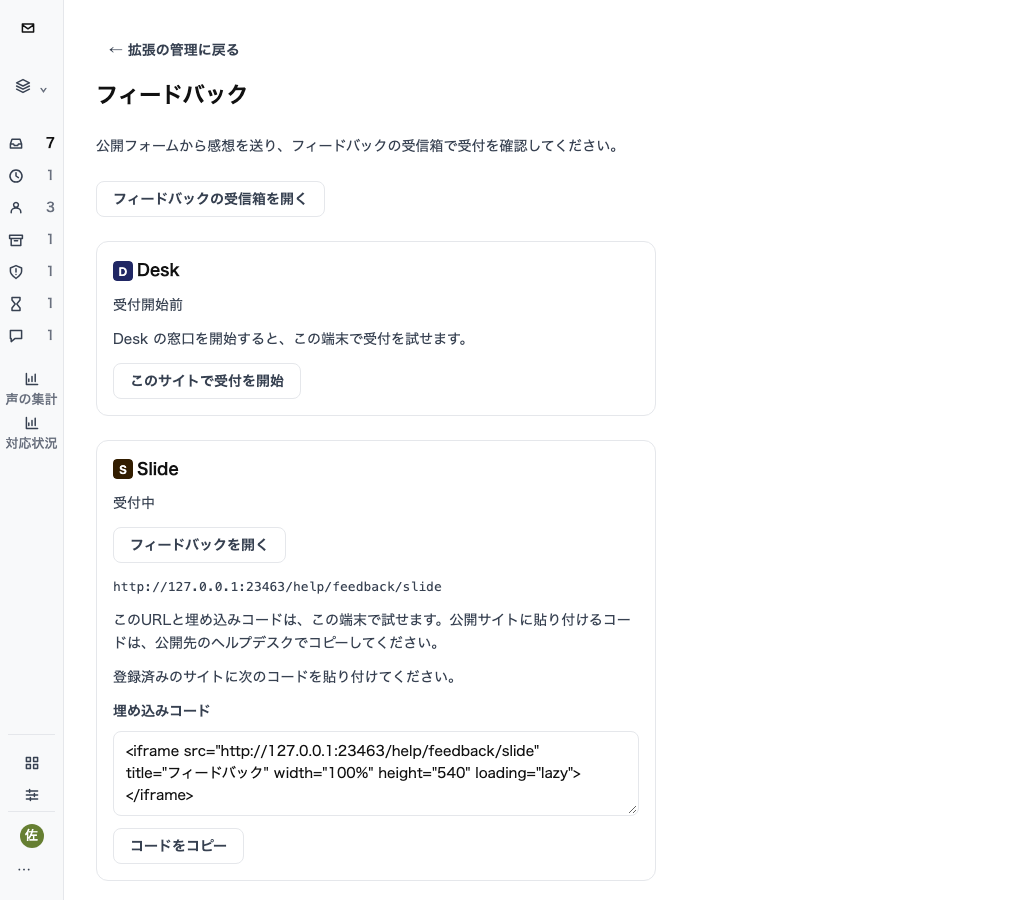 7
1
3
1
1
1
1
声の集計
対応状況
佐
…
← 拡張の管理に戻る
フィードバック
公開フォームから感想を送り、フィードバックの受信箱で受付を確認してください。
フィードバックの受信箱を開く
D Desk
受付開始前
Desk の窓口を開始すると、この端末で受付を試せます。
このサイトで受付を開始
S Slide
受付中
フィードバックを開く
http://127.0.0.1:23463/help/feedback/slide
このURLと埋め込みコードは、この端末で試せます。公開サイトに貼り付けるコー
ドは、公開先のヘルプデスクでコピーしてください。
登録済みのサイトに次のコードを貼り付けてください。
埋め込みコード
<iframe src="http://127.0.0.1:23463/help/feedback/slide"
title="フィードバック" width="100%" height="540" loading="lazy">
</iframe>
コードをコピー